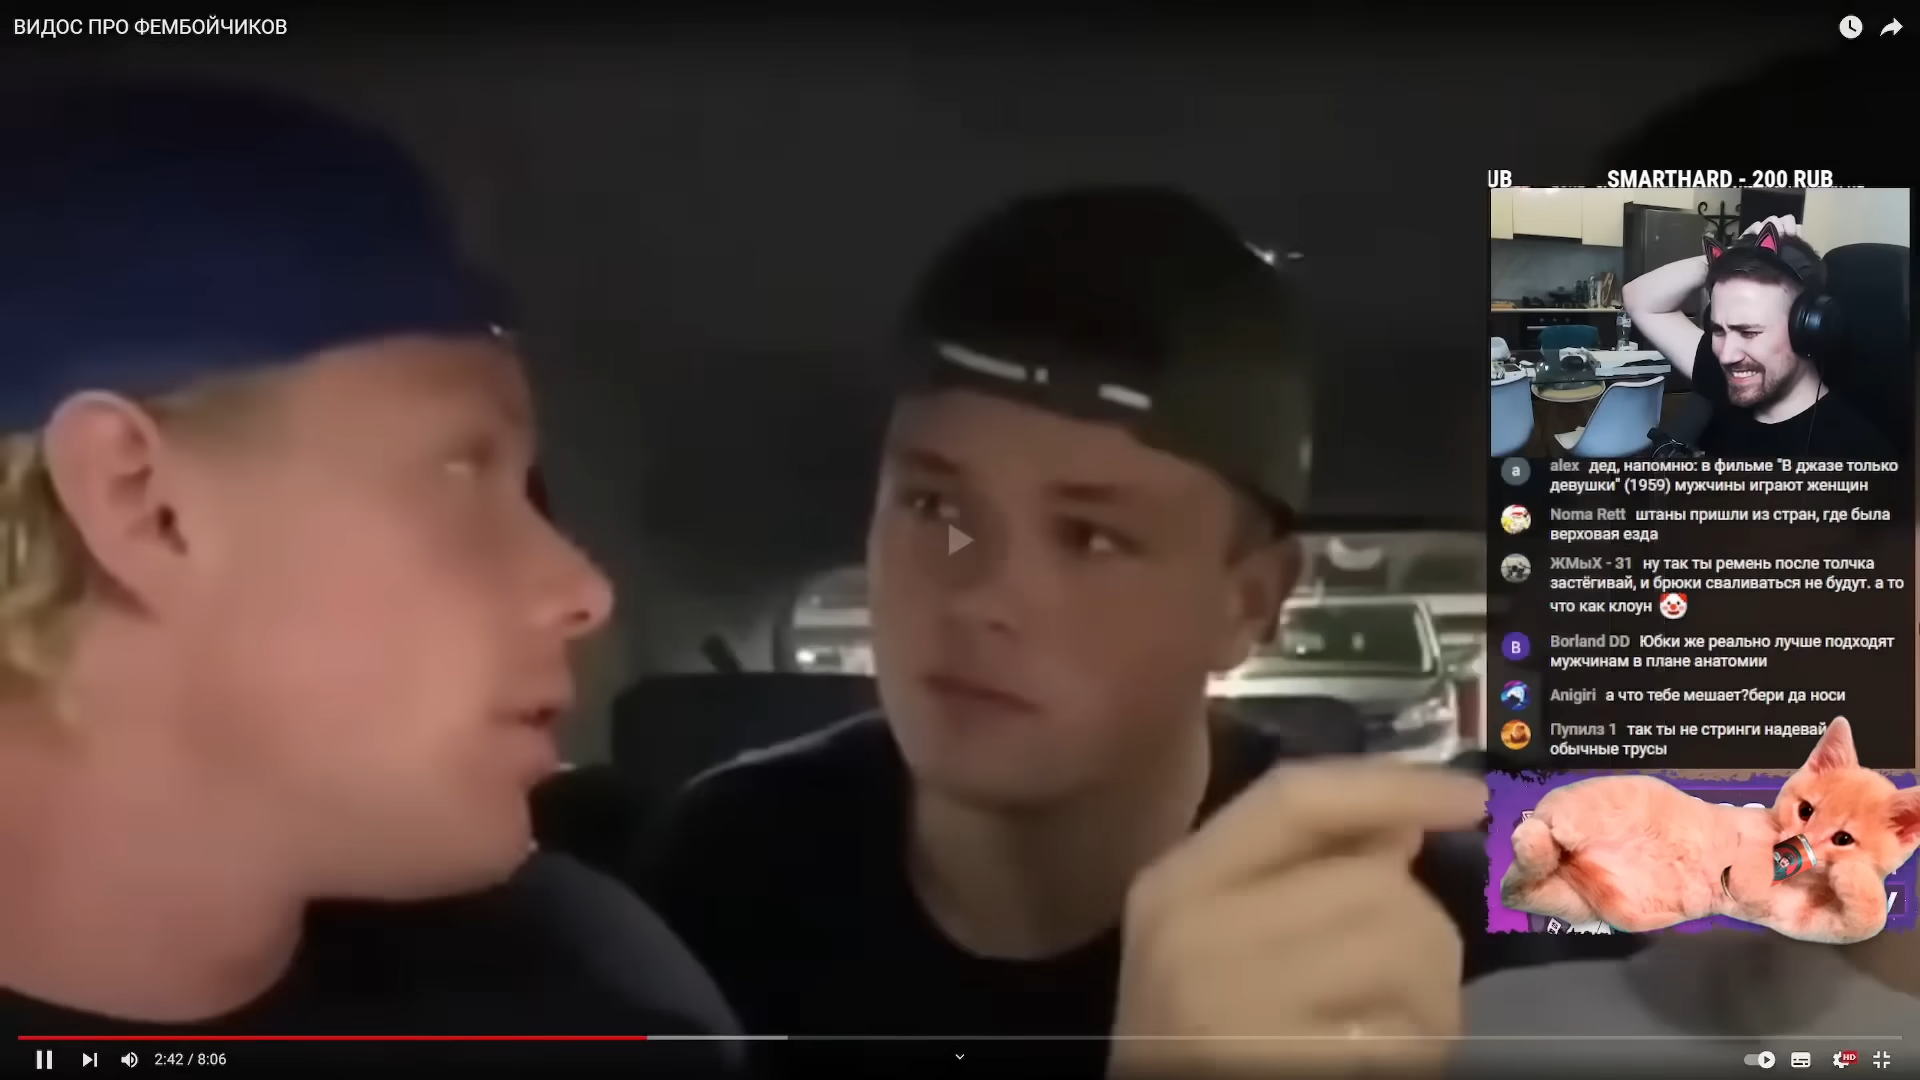 ВИДОС ПРО ФЕМБОЙЧИКОВ
UB SMARTHARD - 200 RUB
alex дед, напомню: в фильме "В джазе только
девушки" (1959) мужчины играют женщин
Noma Rett штаны пришли из стран, где была
верховая езда
ЖМыХ - 31 ну так ты ремень после толчка
застёгивай, и брюки сваливаться не будут. а то
что как клоун
Borland DD Юбки же реально лучше подходят
мужчинам в плане анатомии
Anigiri а что тебе мешает?бери да носи
Пупилз 1 так ты не стринги надевай
обычные трусы
2:42 / 8:06
HD